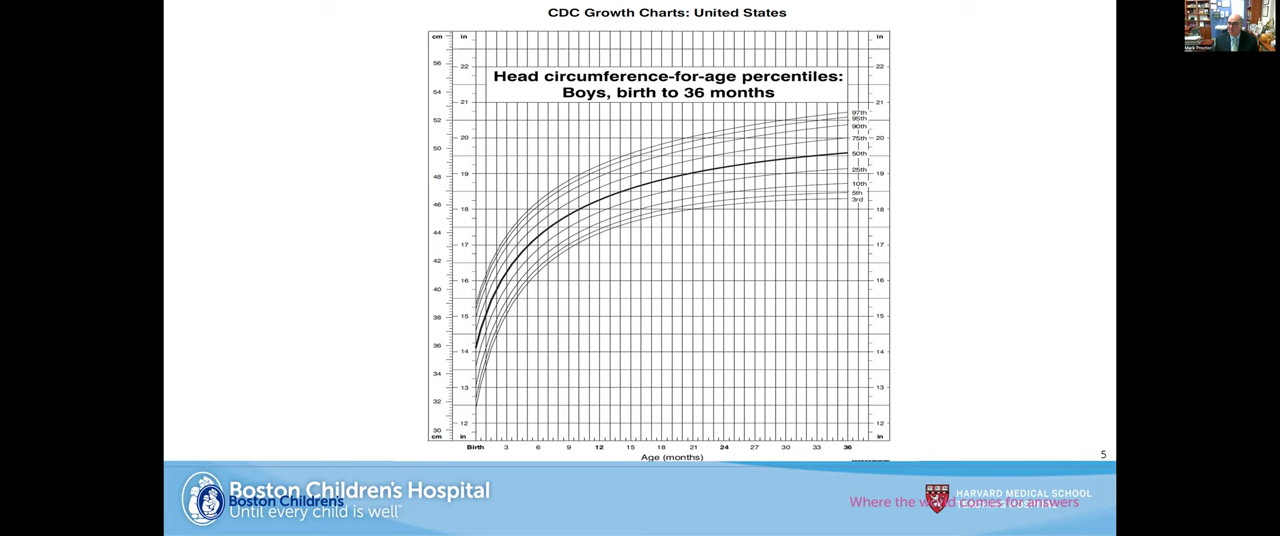 CDC Growth Charts: United States
Mark Proctor
cm in in
Head circumference-for-age percentiles:
Boys, birth to 36 months
56
54
52
50
48
46
44
42
40
38
36
34
32
30
cm
22
21
20
19
18
17
16
15
14
13
12
in
97th
95th
90th
75th
50th
25th
10th
5th
3rd
22
21
20
19
18
17
16
15
14
13
12
in
Birth 3 6 9 12 15 18 21 24 27 30 33 36
Age (months)
5
Boston Children's Hospital
Boston Children's
Until every child is well™
HARVARD MEDICAL SCHOOL
Where the world comes for answers